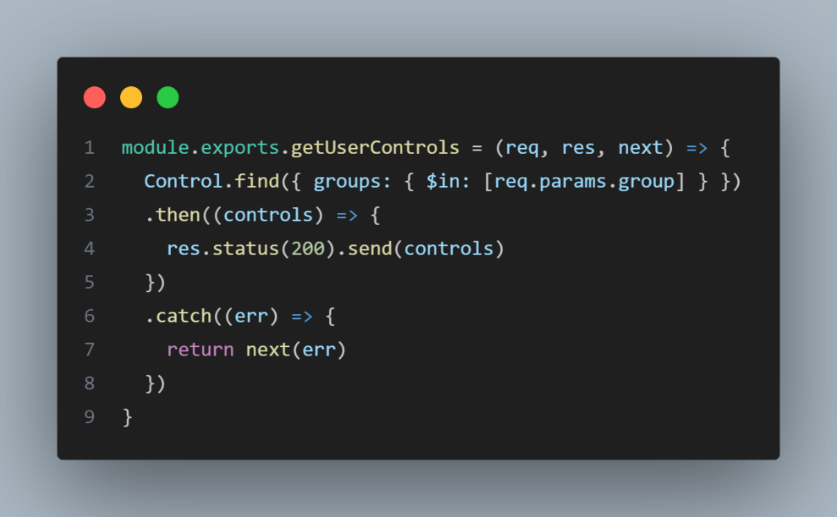 1 module.exports.getUserControls = (req, res, next) => {
2   Control.find({ groups: { $in: [req.params.group] } })
3   .then((controls) => {
4     res.status(200).send(controls)
5   })
6   .catch((err) => {
7     return next(err)
8   })
9 }